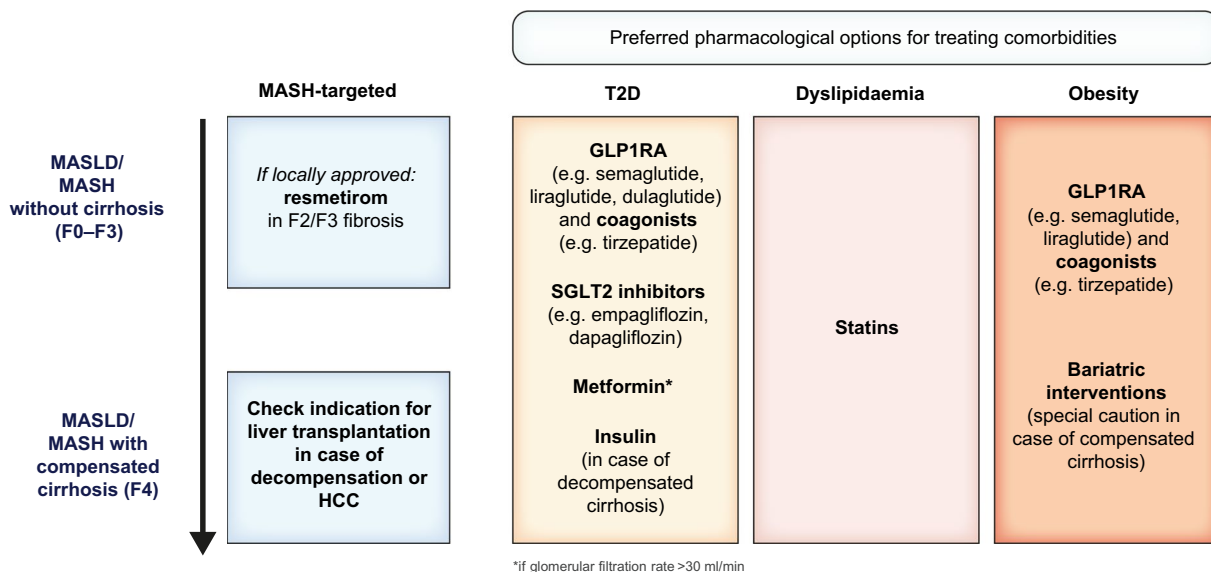 Preferred pharmacological options for treating comorbidities
MASH-targeted
T2D
Dyslipidaemia
Obesity
MASLD/
MASH
without cirrhosis
(F0–F3)
If locally approved:
resmetirom
in F2/F3 fibrosis
GLP1RA
(e.g. semaglutide,
liraglutide, dulaglutide)
and coagonists
(e.g. tirzepatide)
SGLT2 inhibitors
(e.g. empagliflozin,
dapagliflozin)
Metformin*
Insulin
(in case of
decompensated
cirrhosis)
Statins
GLP1RA
(e.g. semaglutide,
liraglutide) and
coagonists
(e.g. tirzepatide)
Bariatric
interventions
(special caution in
case of compensated
cirrhosis)
MASLD/
MASH with
compensated
cirrhosis (F4)
Check indication for
liver transplantation
in case of
decompensation or
HCC
*if glomerular filtration rate >30 ml/min